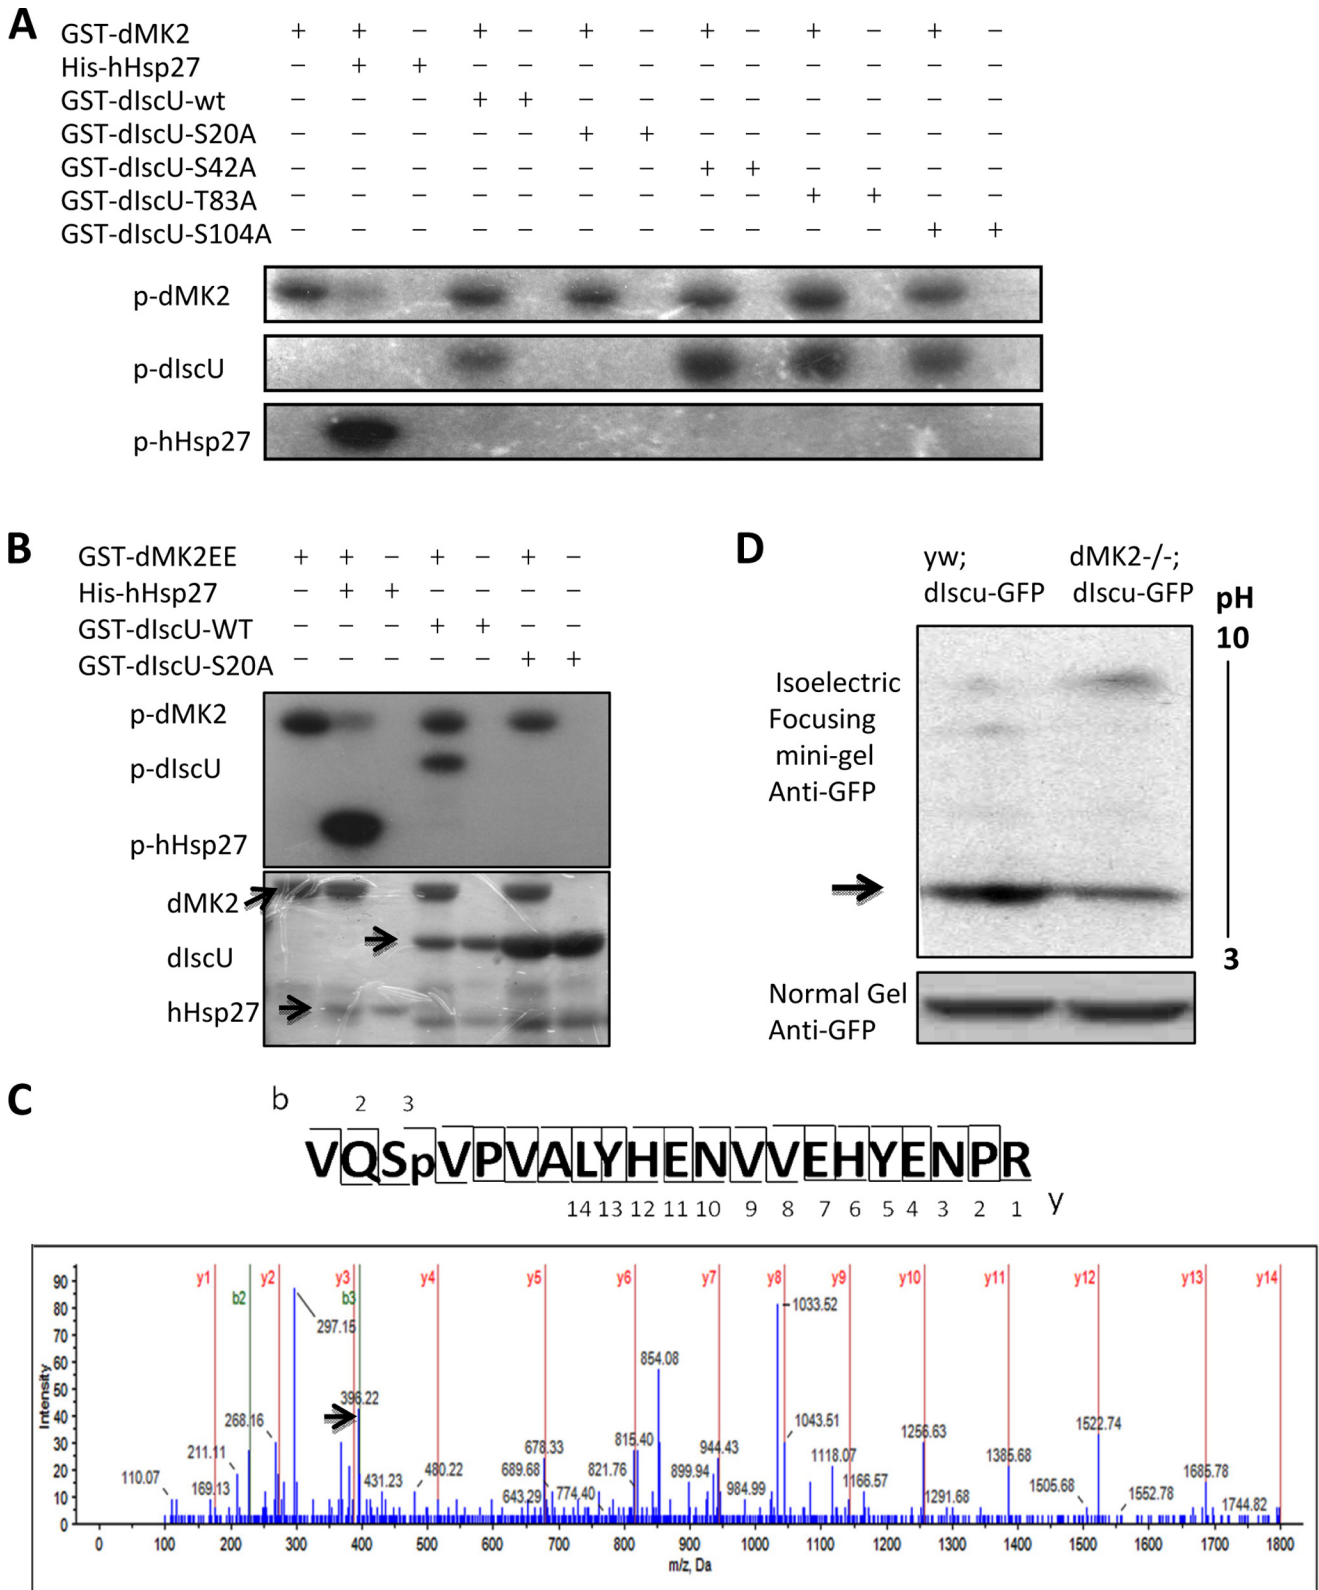 A
GST-dMK2 + + − + − + − + − + − + −
His-hHsp27 − + + − − − − − − − − − −
GST-dIscU-wt − − − + + − − − − − − − −
GST-dIscU-S20A − − − − − + + − − − − − −
GST-dIscU-S42A − − − − − − − + + − − − −
GST-dIscU-T83A − − − − − − − − − + + − −
GST-dIscU-S104A − − − − − − − − − − − + +
p-dMK2
p-dIscU
p-hHsp27
B
GST-dMK2EE + + − + − + −
His-hHsp27 − + + − − − −
GST-dIscU-WT − − − + + − −
GST-dIscU-S20A − − − − − + +
p-dMK2
p-dIscU
p-hHsp27
dMK2
dIscU
hHsp27
D
yw; dMK2-/-;
dIscu-GFP dIscu-GFP
pH
10
Isoelectric
Focusing
mini-gel
Anti-GFP
3
Normal Gel
Anti-GFP
C
b 2 3
VQSpVPVALYHENVVEHYENPR
14 13 12 11 10 9 8 7 6 5 4 3 2 1 y
y1 b2 y2 y3 b3 y4 y5 y6 y7 y8 y9 y10 y11 y12 y13 y14
Intensity
90
80
70
60
50
40
30
20
10
0
110.07 169.13 211.11 268.16 297.15 396.22 431.23 480.22 643.29 689.68 678.33 774.40 821.76 815.40 854.08 899.94 944.43 984.99 1033.52 1043.51 1118.07 1166.57 1256.63 1291.68 1385.68 1505.68 1522.74 1552.78 1685.78 1744.82
0 100 200 300 400 500 600 700 800 900 1000 1100 1200 1300 1400 1500 1600 1700 1800
m/z, Da